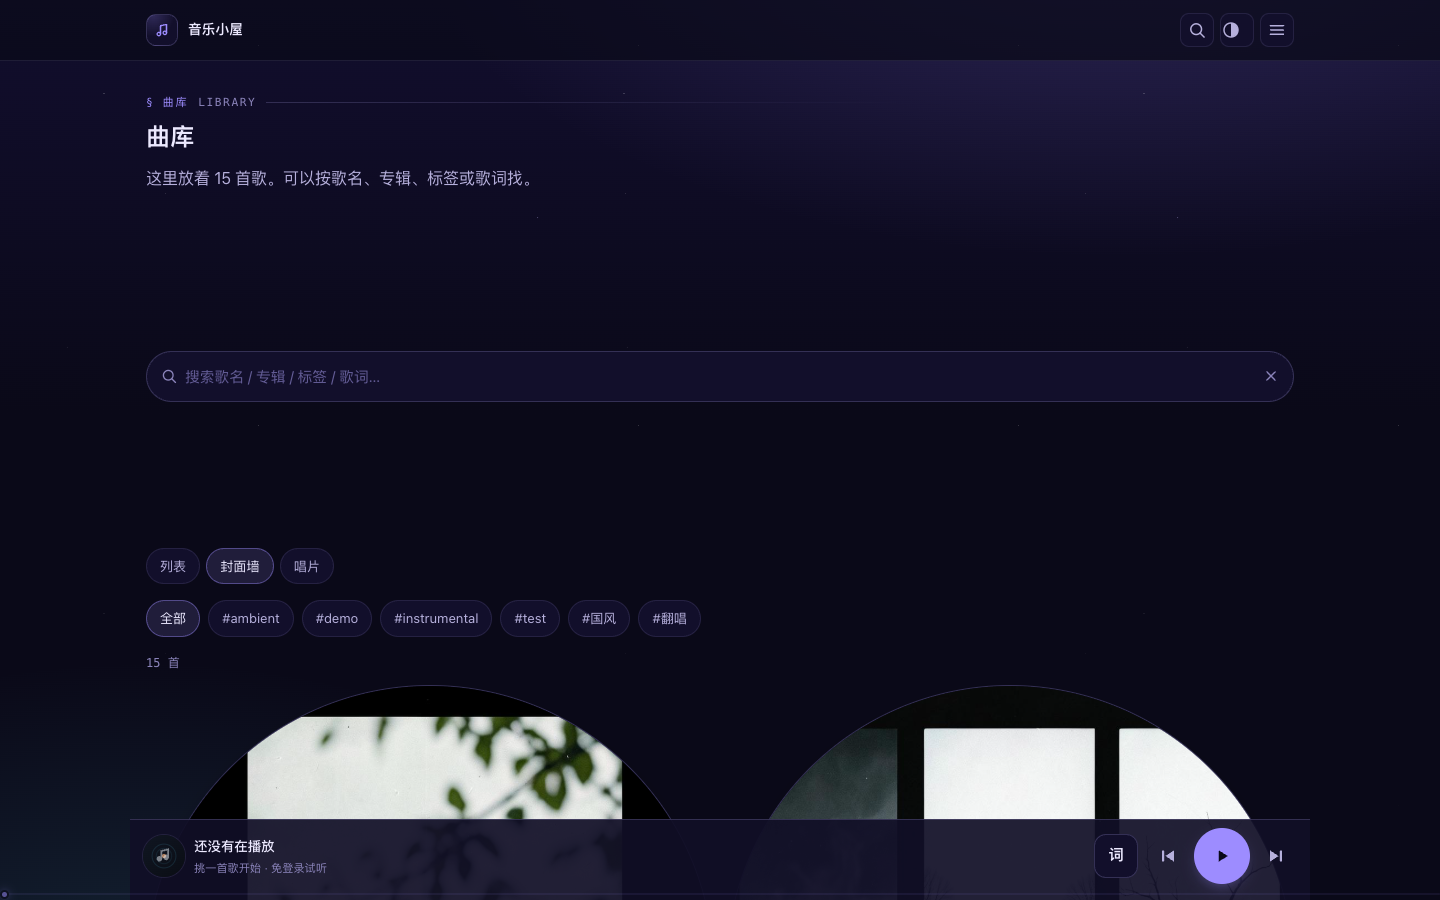 音乐小屋
§ 曲库 LIBRARY
曲库
这里放着 15 首歌。可以按歌名、专辑、标签或歌词找。
搜索歌名 / 专辑 / 标签 / 歌词...
列表 封面墙 唱片
全部 #ambient #demo #instrumental #test #国风 #翻唱
15 首
还没有在播放
挑一首歌开始 · 免登录试听
词